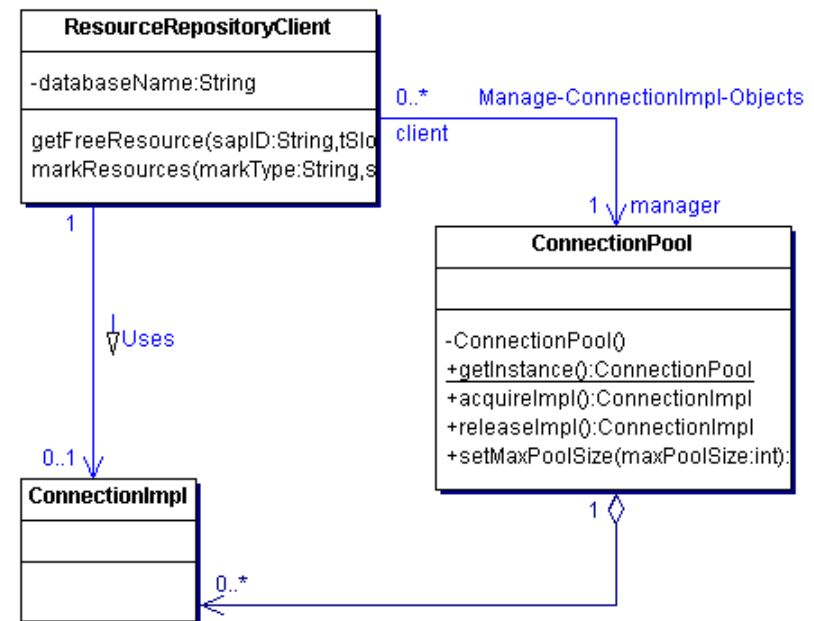 ResourceRepositoryClient
-databaseName:String
getFreeResource(sapID:String,tSlo
markResources(markType:String,s
0..*
Manage-ConnectionImpl-Objects
client
1
manager
1
Uses
0..1
ConnectionPool
-ConnectionPool()
+getInstance():ConnectionPool
+acquireImpl():ConnectionImpl
+releaseImpl():ConnectionImpl
+setMaxPoolSize(maxPoolSize:int):
1
ConnectionImpl
0..*